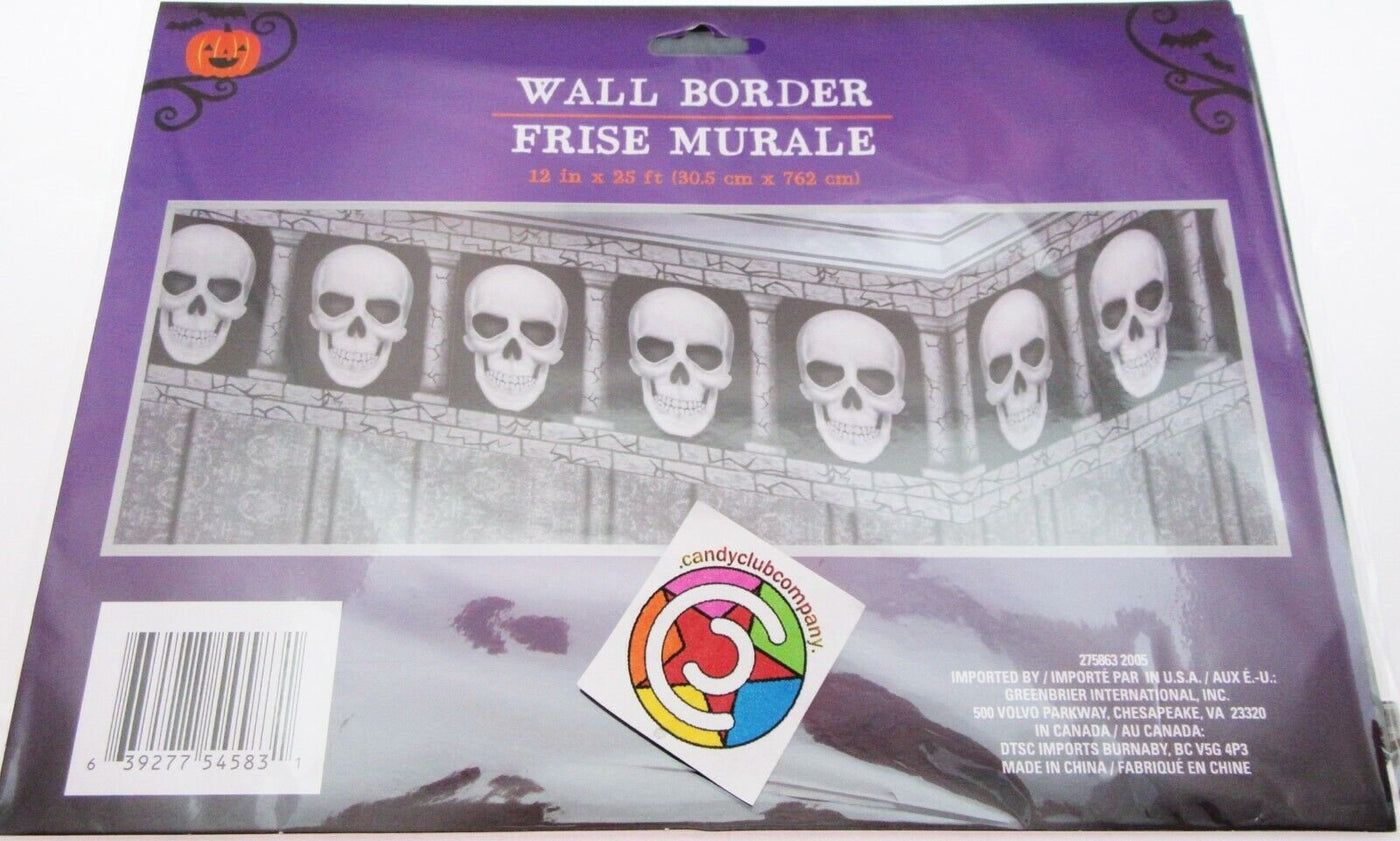 WALL BORDER
FRISE MURALE
12 in x 25 ft (30.5 cm x 762 cm)
.candyclubcompany.
6 39277 54583 1
275863 2005
IMPORTED BY / IMPORTÉ PAR IN U.S.A. / AUX É.-U.:
GREENBRIER INTERNATIONAL, INC.
500 VOLVO PARKWAY, CHESAPEAKE, VA 23320
IN CANADA / AU CANADA:
DTSC IMPORTS BURNABY, BC V5G 4P3
MADE IN CHINA / FABRIQUÉ EN CHINE